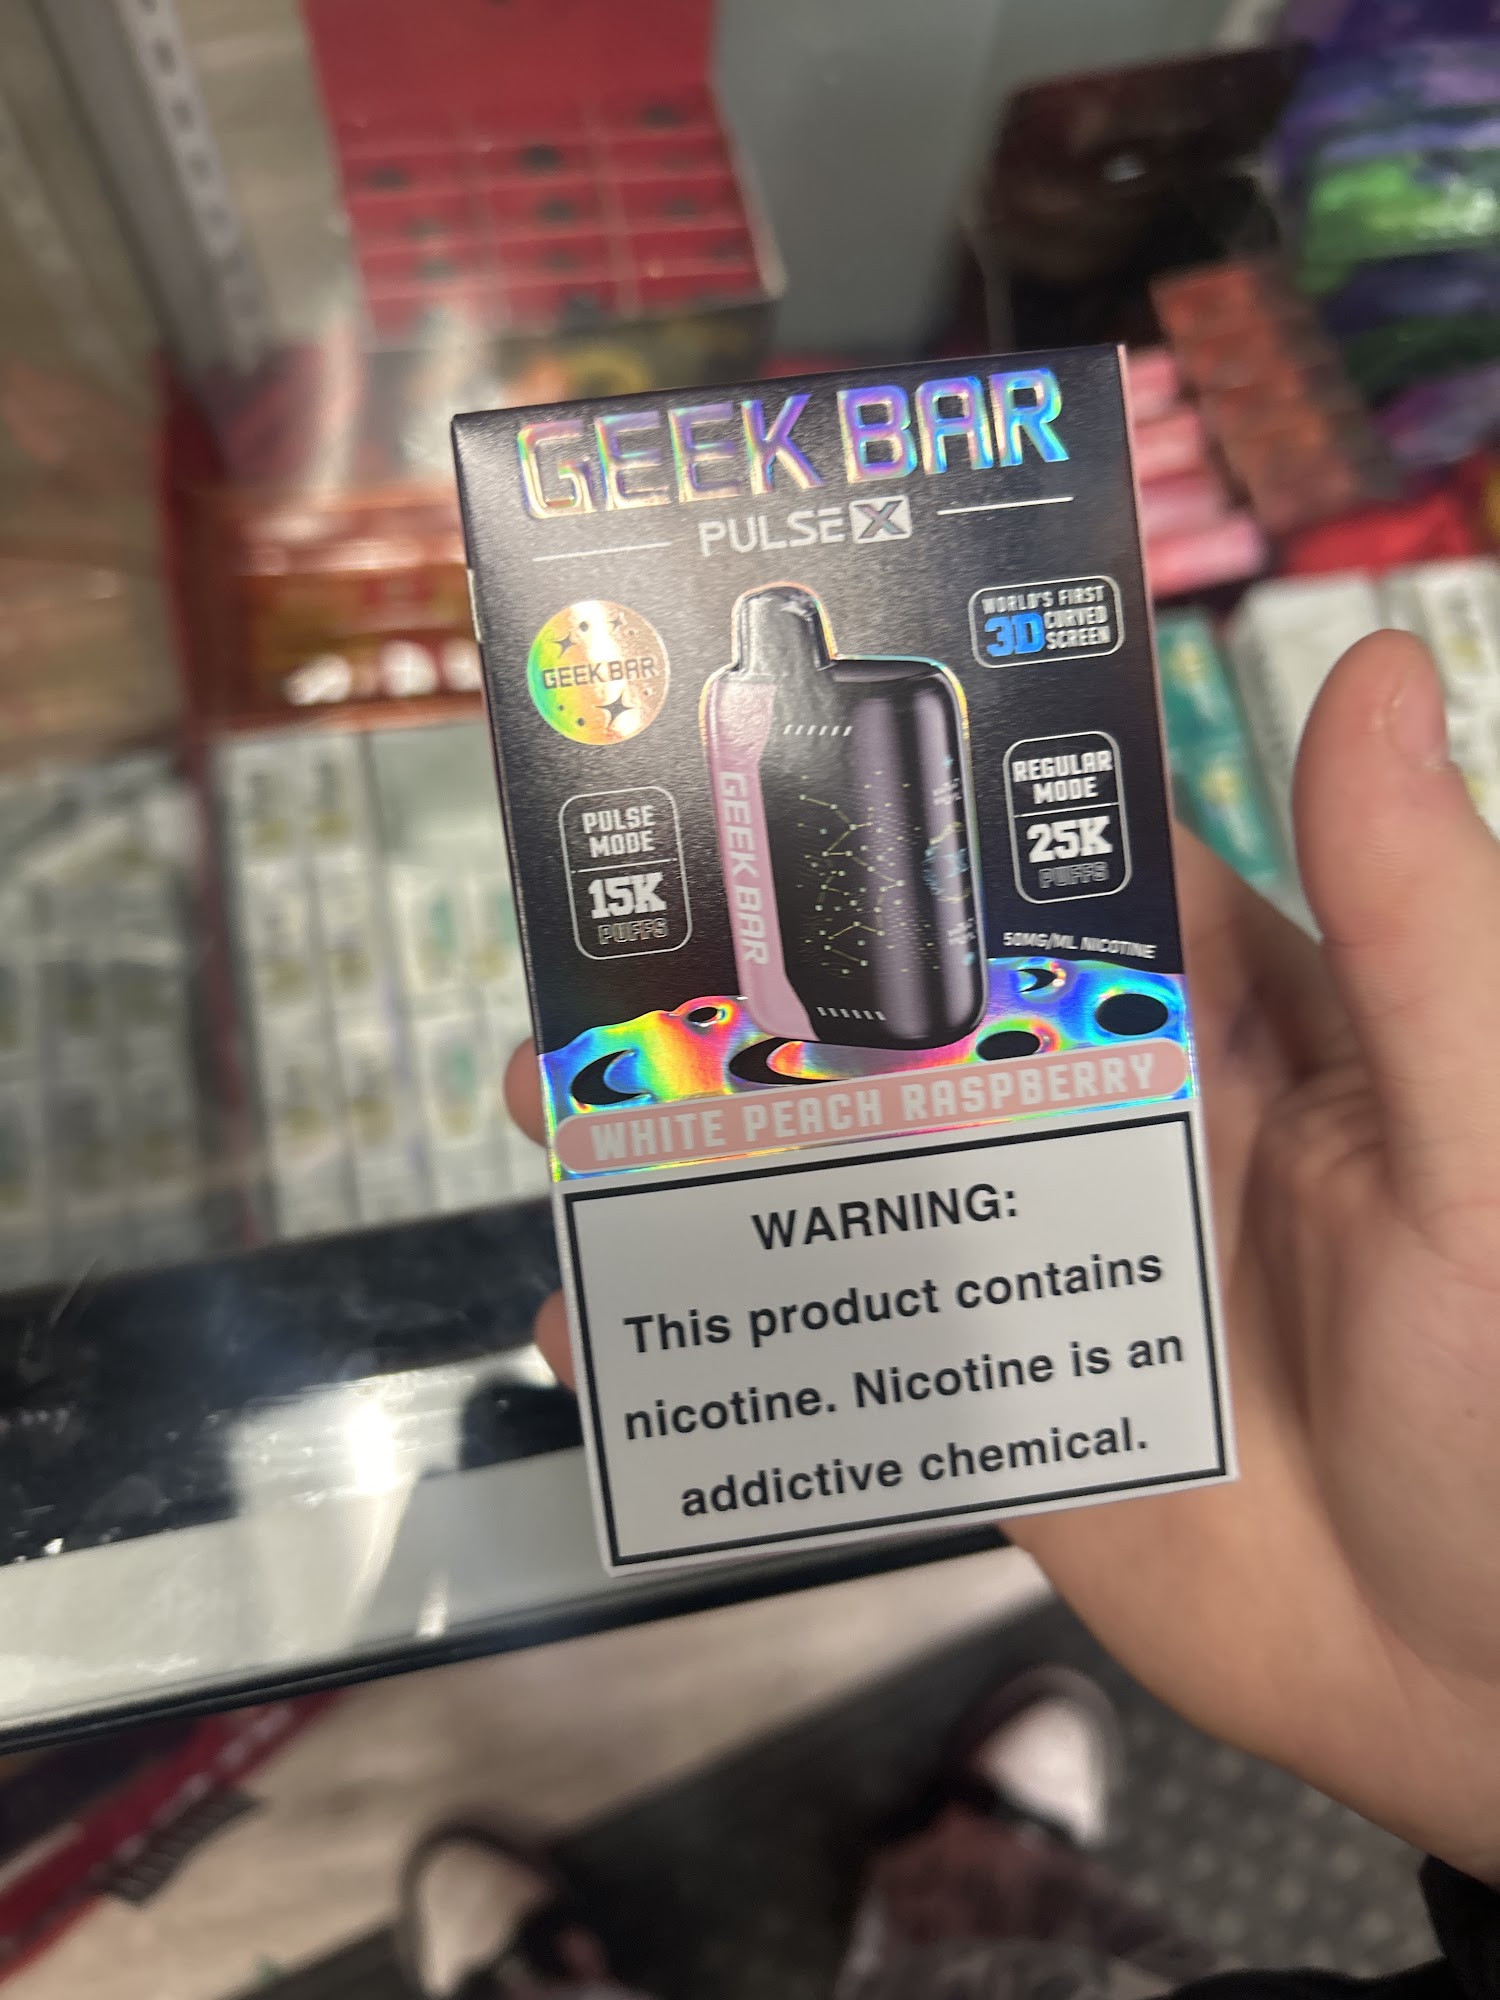 GEEK BAR
PULSE X
GEEK BAR
WORLD'S FIRST
3D CURVED
SCREEN
PULSE
MODE
15K
PUFFS
GEEK BAR
REGULAR
MODE
25K
PUFFS
50MG/ML NICOTINE
WHITE PEACH RASPBERRY
WARNING:
This product contains
nicotine. Nicotine is an
addictive chemical.